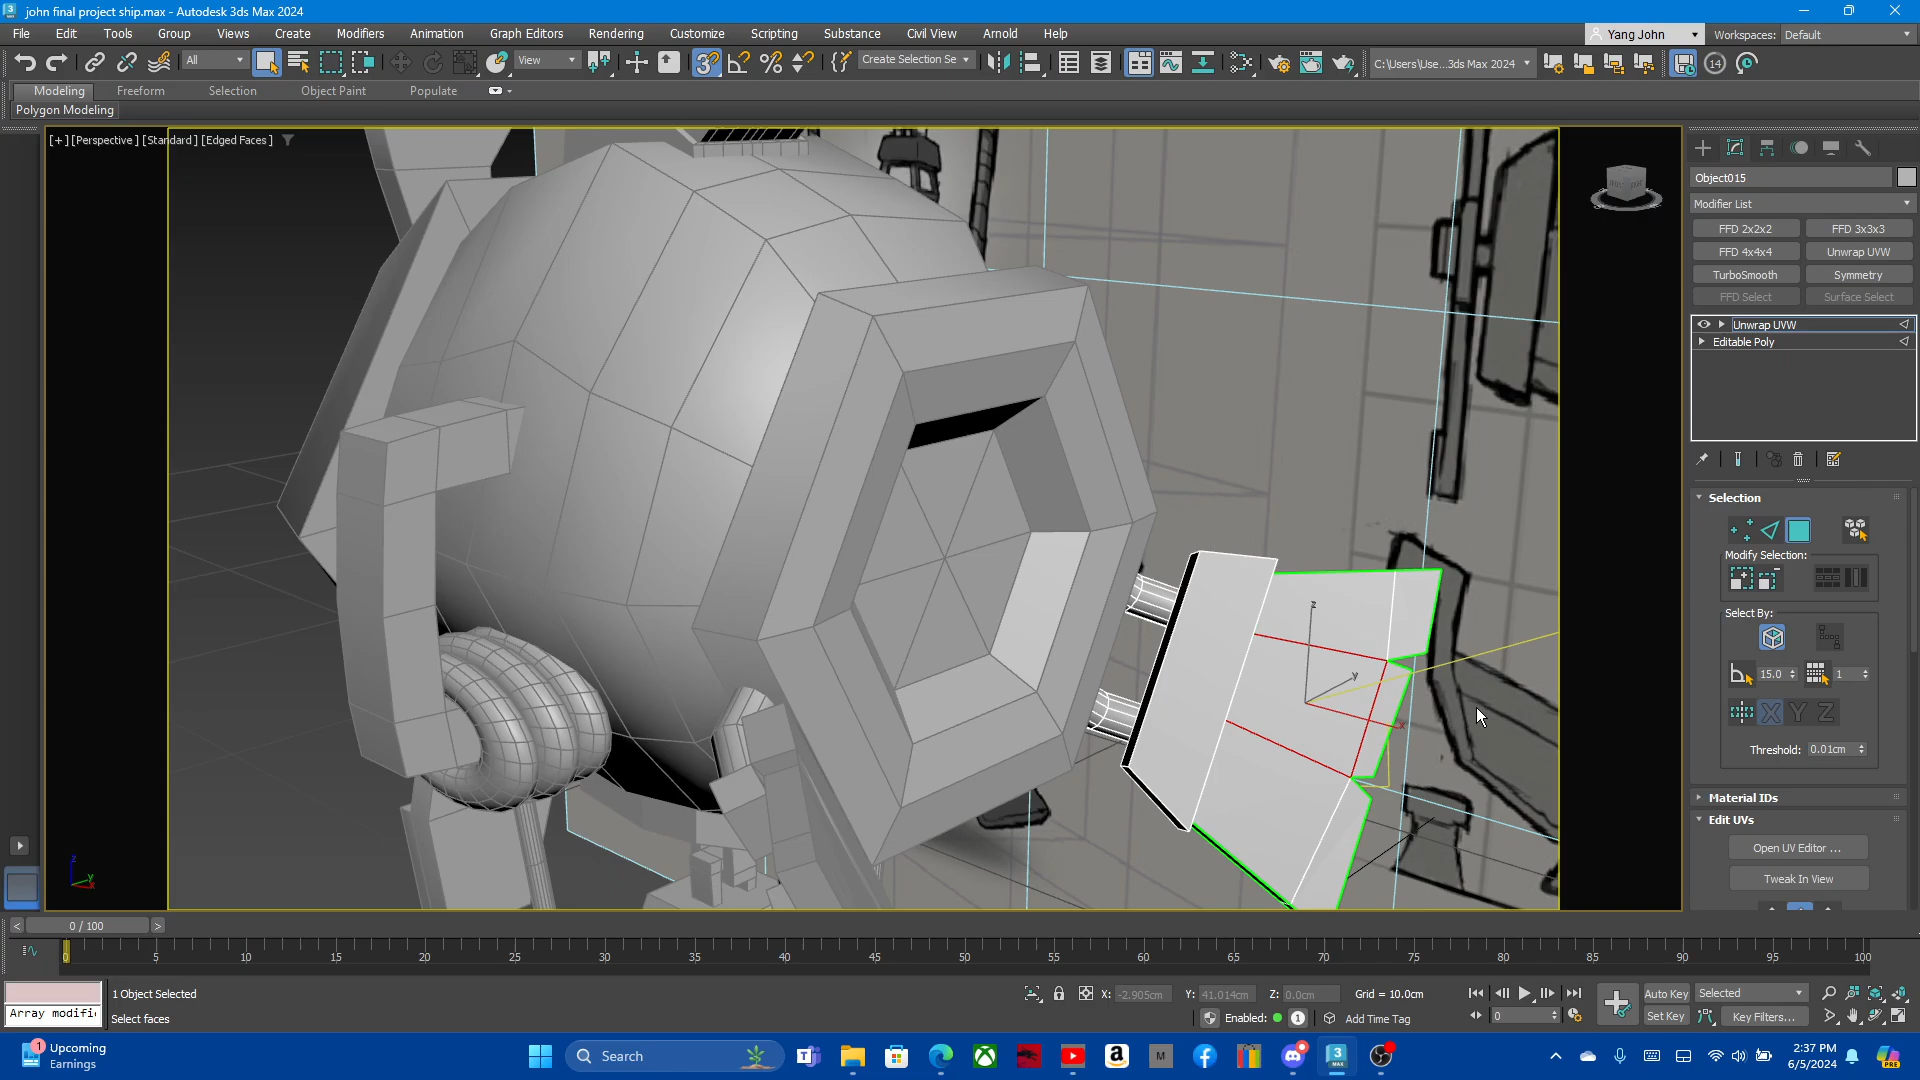 john final project ship.max - Autodesk 3ds Max 2024
File Edit Tools Group Views Create Modifiers Animation Graph Editors Rendering Customize Scripting Substance Civil View Arnold Help
Yang John
Workspaces: Default
All
View
Create Selection Se
C:\Users\Use...3ds Max 2024
14
Modeling Freeform Selection Object Paint Populate
Polygon Modeling
[+] [Perspective] [Standard] [Edged Faces]
Object015
Modifier List
FFD 2x2x2 FFD 3x3x3
FFD 4x4x4 Unwrap UVW
TurboSmooth Symmetry
FFD Select Surface Select
Unwrap UVW
Editable Poly
Selection
Modify Selection:
Select By:
15.0 1
X Y Z
Threshold: 0.01cm
Material IDs
Edit UVs
Open UV Editor ...
Tweak In View
z
y
x
z
y
x
< 0 / 100 >
0 5 10 15 20 25 30 35 40 45 50 55 60 65 70 75 80 85 90 95 100
1 Object Selected
X: -2.905cm Y: 41.014cm Z: 0.0cm Grid = 10.0cm
Auto Key Selected
Array modifi
Select faces
Enabled: 1 Add Time Tag
0
Set Key Key Filters...
1
Upcoming
Earnings
Search
M
3
MAX
2:37 PM
6/5/2024
PRE